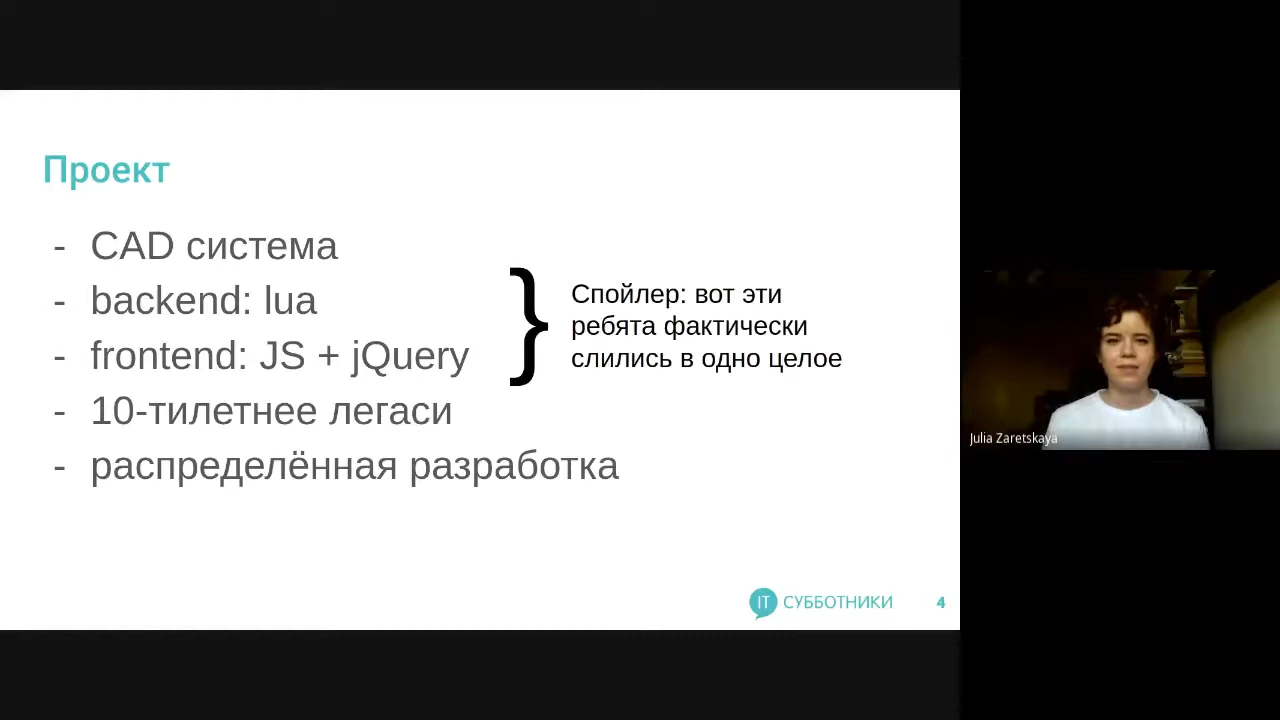 Проект
- CAD система
- backend: lua
- frontend: JS + jQuery
}
Спойлер: вот эти
ребята фактически
слились в одно целое
- 10-тилетнее легаси
- распределённая разработка
IT СУББОТНИКИ
4
Julia Zaretskaya